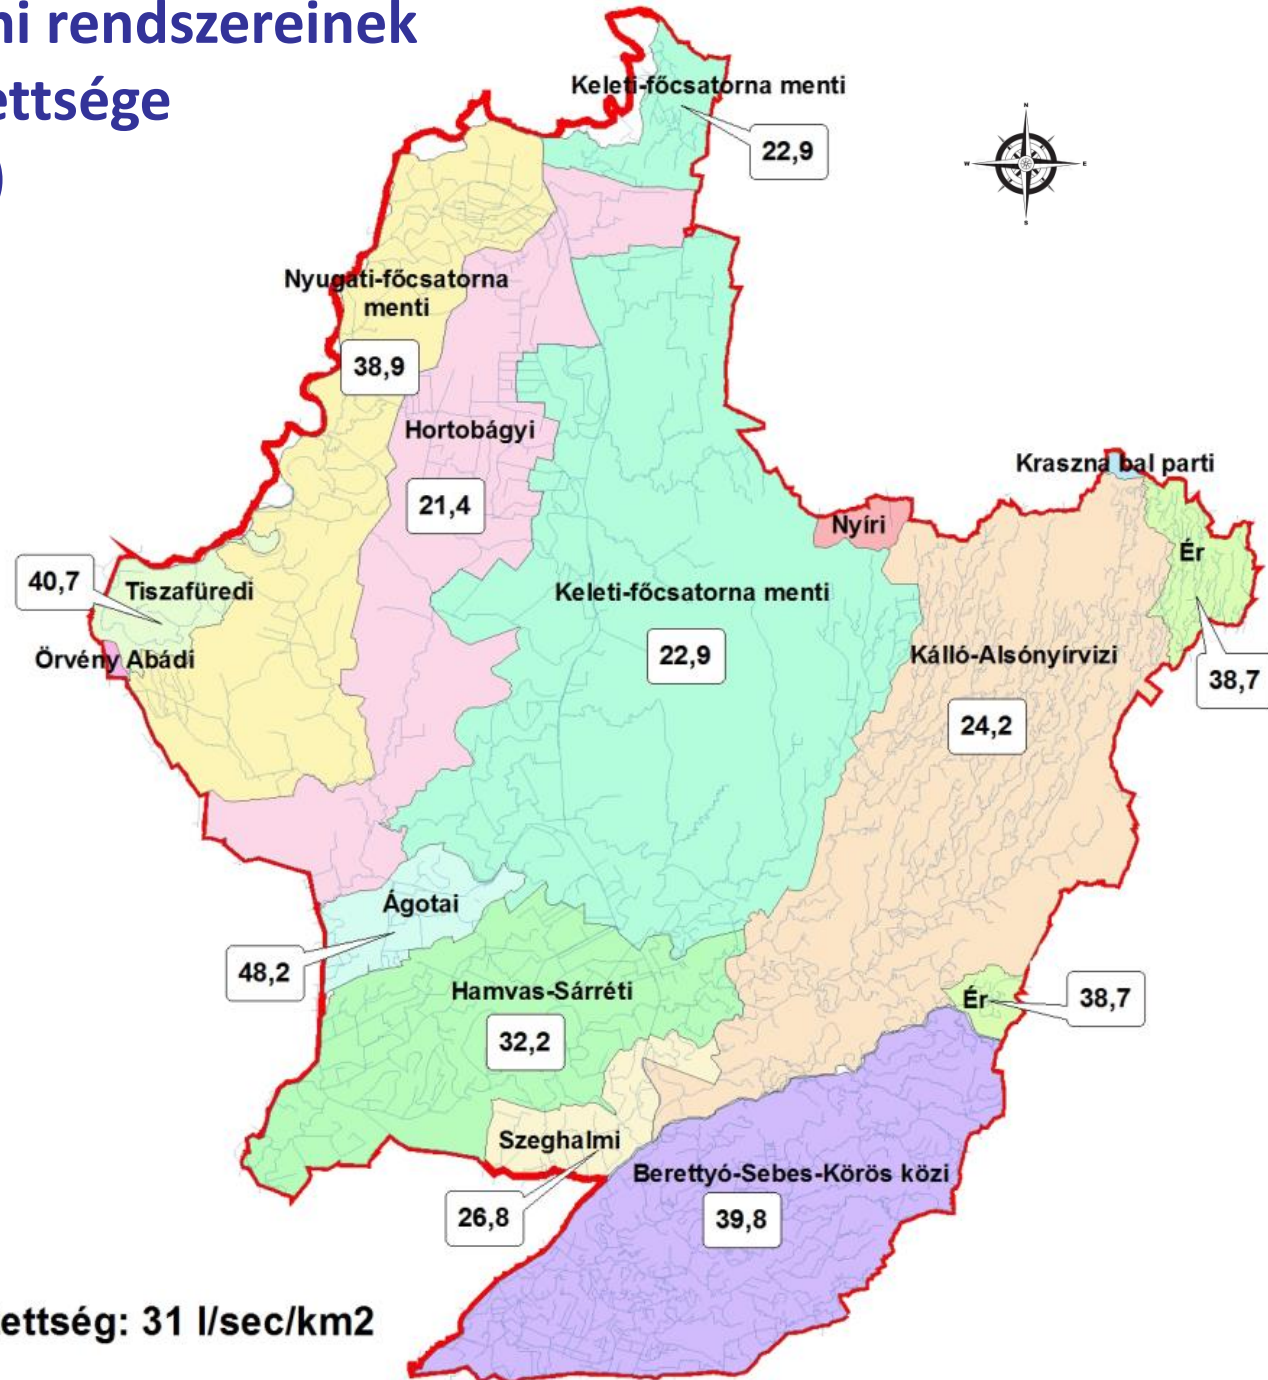 ni rendszereinek
ettsége
)
Keleti-főcsatorna menti
22,9
N
W
E
S
Nyugati-főcsatorna
menti
38,9
Hortobágyi
21,4
Kraszna bal parti
Nyíri
Ér
40,7
Tiszafüredi
Keleti-főcsatorna menti
22,9
Örvény Abádi
Kálló-Alsónyírvizi
24,2
38,7
Ágotai
48,2
Hamvas-Sárréti
32,2
Ér
38,7
Szeghalmi
26,8
Berettyó-Sebes-Körös közi
39,8
ettség: 31 l/sec/km2